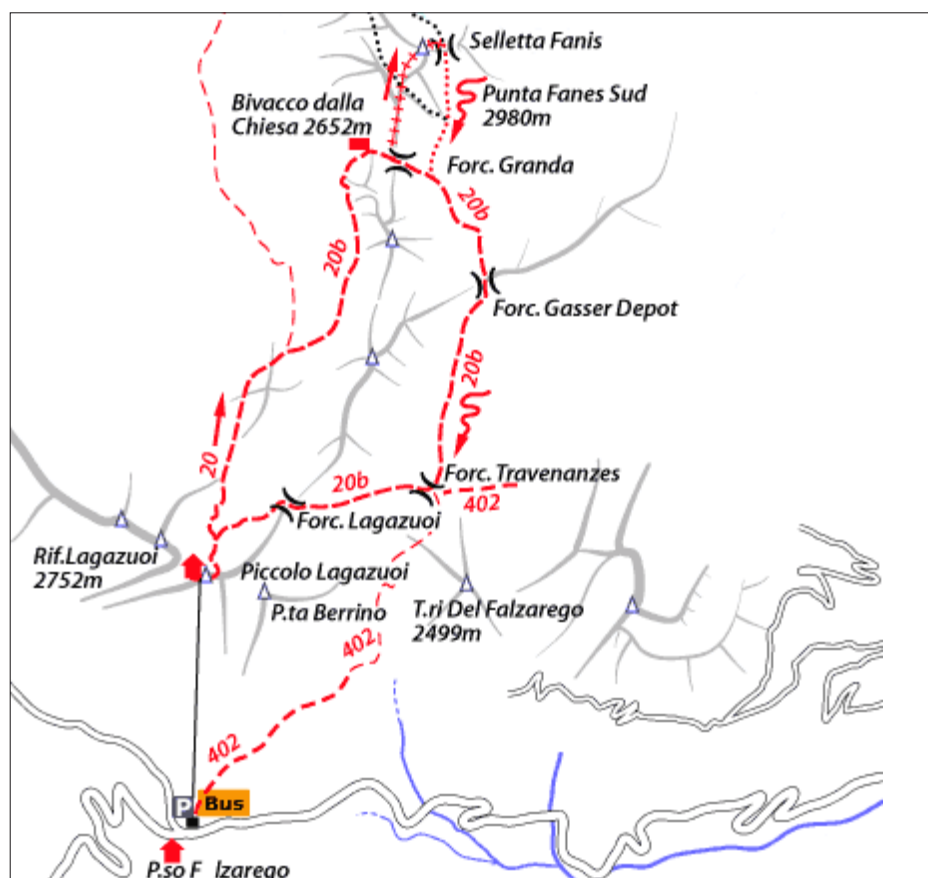 Selletta Fanis
Punta Fanes Sud
2980m
Bivacco dalla
Chiesa 2652m
Forc. Granda
20b
20b
Forc. Gasser Depot
20b
20
Forc. Travenanzes
20b
402
Forc. Lagazuoi
Rif.Lagazuoi
2752m
Piccolo Lagazuoi
P.ta Berrino
T.ri Del Falzarego
2499m
402
402
P Bus
P.so F lzarego